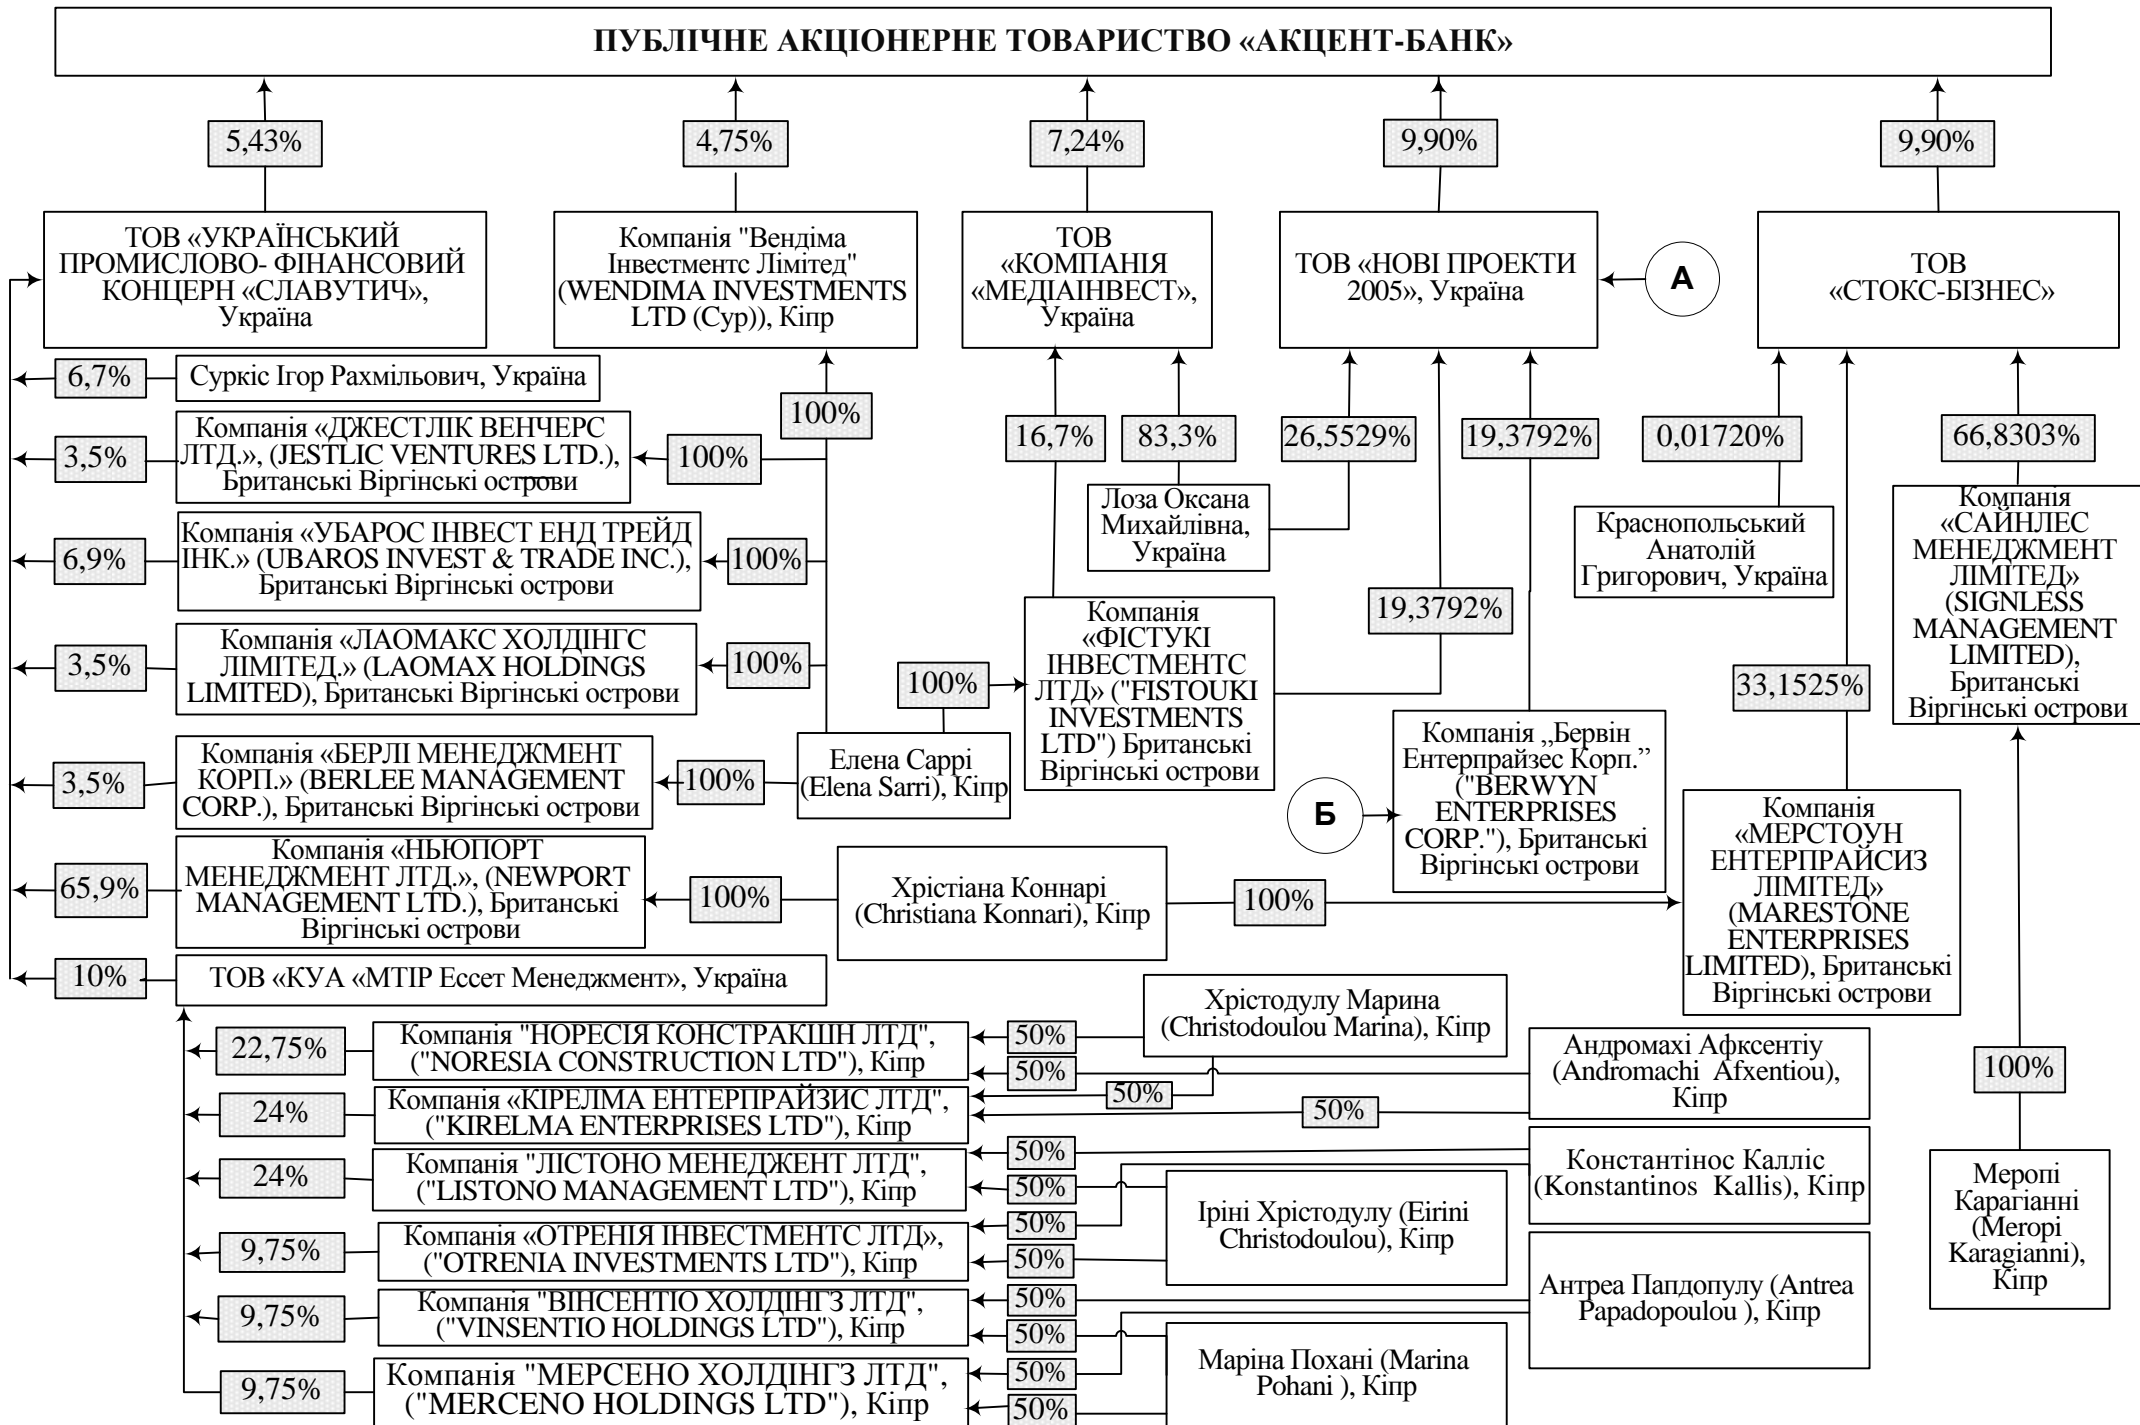 ПУБЛІЧНЕ АКЦІОНЕРНЕ ТОВАРИСТВО «АКЦЕНТ-БАНК»
5,43%
4,75%
7,24%
9,90%
9,90%
ТОВ «УКРАЇНСЬКИЙ
ПРОМИСЛОВО- ФІНАНСОВИЙ
КОНЦЕРН «СЛАВУТИЧ»,
Україна
Компанія "Вендіма
Інвестментс Лімітед"
(WENDIMA INVESTMENTS
LTD (Cyp)), Кіпр
ТОВ
«КОМПАНІЯ
«МЕДІАІНВЕСТ»,
Україна
ТОВ «НОВІ ПРОЕКТИ
2005», Україна
А
ТОВ
«СТОКС-БІЗНЕС»
6,7%
Суркіс Ігор Рахмільович, Україна
100%
16,7%
83,3%
26,5529%
19,3792%
0,01720%
66,8303%
3,5%
Компанія «ДЖЕСТЛІК ВЕНЧЕРС
ЛТД.», (JESTLIC VENTURES LTD.),
Британські Віргінські острови
100%
Лоза Оксана
Михайлівна,
Україна
Краснопольський
Анатолій
Григорович, Україна
Компанія
«САЙНЛЕС
МЕНЕДЖМЕНТ
ЛІМІТЕД»
(SIGNLESS
MANAGEMENT
LIMITED),
Британські
Віргінські острови
6,9%
Компанія «УБАРОС ІНВЕСТ ЕНД ТРЕЙД
ІНК.» (UBAROS INVEST & TRADE INC.),
Британські Віргінські острови
100%
19,3792%
3,5%
Компанія «ЛАОМАКС ХОЛДІНГС
ЛІМІТЕД.» (LAOMAX HOLDINGS
LIMITED), Британські Віргінські острови
100%
100%
Компанія
«ФІСТУКІ
ІНВЕСТМЕНТС
ЛТД» ("FISTOUKI
INVESTMENTS
LTD") Британські
Віргінські острови
33,1525%
3,5%
Компанія «БЕРЛІ МЕНЕДЖМЕНТ
КОРП.» (BERLEE MANAGEMENT
CORP.), Британські Віргінські острови
100%
Елена Саррі
(Elena Sarri), Кіпр
Б
Компанія „Бервін
Ентерпрайзес Корп.”
("BERWYN
ENTERPRISES
CORP."), Британські
Віргінські острови
Компанія
«МЕРСТОУН
ЕНТЕРПРАЙСИЗ
ЛІМІТЕД»
(MARESTONE
ENTERPRISES
LIMITED), Британські
Віргінські острови
65,9%
Компанія «НЬЮПОРТ
МЕНЕДЖМЕНТ ЛТД.», (NEWPORT
MANAGEMENT LTD.), Британські
Віргінські острови
100%
Хрістіана Коннарі
(Christiana Konnari), Кіпр
100%
10%
ТОВ «КУА «МТІР Ессет Менеджмент», Україна
Хрістодулу Марина
(Christodoulou Marina), Кіпр
22,75%
Компанія "НОРЕСІЯ КОНСТРАКШН ЛТД",
("NORESIA CONSTRUCTION LTD"), Кіпр
50%
50%
Андромахі Афксентіу
(Andromachi Afxentiou),
Кіпр
100%
24%
Компанія «КІРЕЛМА ЕНТЕРПРАЙЗИС ЛТД",
("KIRELMA ENTERPRISES LTD"), Кіпр
50%
50%
24%
Компанія "ЛІСТОНО МЕНЕДЖЕНТ ЛТД",
("LISTONO MANAGEMENT LTD"), Кіпр
50%
50%
Константінос Калліс
(Konstantinos Kallis), Кіпр
Меропі
Карагіанні
(Meropi
Karagianni),
Кіпр
Іріні Хрістодулу (Eirini
Christodoulou), Кіпр
9,75%
Компанія «ОТРЕНІЯ ІНВЕСТМЕНТС ЛТД»,
("OTRENIA INVESTMENTS LTD"), Кіпр
50%
50%
Антреа Папдопулу (Antrea
Papadopoulou ), Кіпр
9,75%
Компанія "ВІНСЕНТІО ХОЛДІНГЗ ЛТД",
("VINSENTIO HOLDINGS LTD"), Кіпр
50%
50%
Маріна Похані (Marina
Pohani ), Кіпр
9,75%
Компанія "МЕРСЕНО ХОЛДІНГЗ ЛТД",
("MERCENO HOLDINGS LTD"), Кіпр
50%
50%